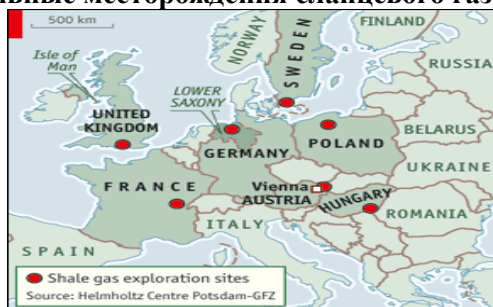 льные месторождения сланцевого газ
500 km
NORWAY
SWEDEN
FINLAND
RUSSIA
Isle of
Man
LOWER
SAXONY
UNITED
KINGDOM
BELARUS
POLAND
GERMANY
UKRAINE
FRANCE
Vienna
AUSTRIA
HUNGARY
ROMANIA
ITALY
SPAIN
Shale gas exploration sites
Source: Helmholtz Centre Potsdam-GFZ